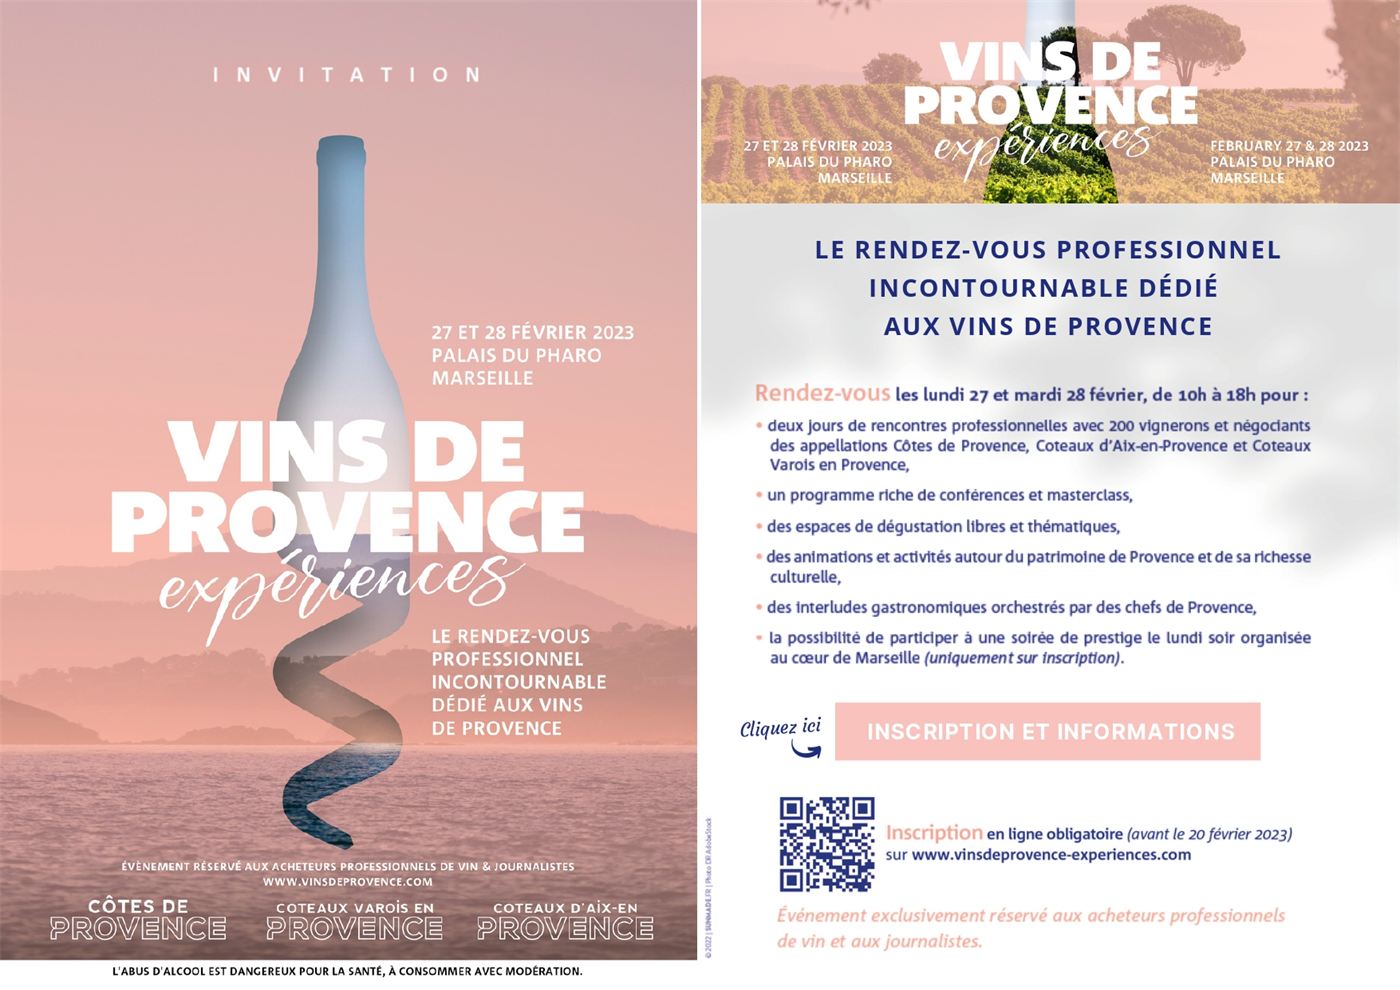 INVITATION
27 ET 28 FÉVRIER 2023
PALAIS DU PHARO
MARSEILLE
VINS DE
PROVENCE
expériences
LE RENDEZ-VOUS
PROFESSIONNEL
INCONTOURNABLE
DÉDIÉ AUX VINS
DE PROVENCE
ÉVÈNEMENT RÉSERVÉ AUX ACHETEURS PROFESSIONNELS DE VIN & JOURNALISTES
WWW.VINSDEPROVENCE.COM
CÔTES DE
PROVENCE
COTEAUX VAROIS EN
PROVENCE
COTEAUX D'AIX-EN
PROVENCE
L'ABUS D'ALCOOL EST DANGEREUX POUR LA SANTÉ, À CONSOMMER AVEC MODÉRATION.
VINS DE
PROVENCE
expériences
27 ET 28 FÉVRIER 2023
PALAIS DU PHARO
MARSEILLE
FEBRUARY 27 & 28 2023
PALAIS DU PHARO
MARSEILLE
LE RENDEZ-VOUS PROFESSIONNEL
INCONTOURNABLE DÉDIÉ
AUX VINS DE PROVENCE
Rendez-vous les lundi 27 et mardi 28 février, de 10h à 18h pour :
• deux jours de rencontres professionnelles avec 200 vignerons et négociants
des appellations Côtes de Provence, Coteaux d'Aix-en-Provence et Coteaux
Varois en Provence,
• un programme riche de conférences et masterclass,
• des espaces de dégustation libres et thématiques,
• des animations et activités autour du patrimoine de Provence et de sa richesse
culturelle,
• des interludes gastronomiques orchestrés par des chefs de Provence,
• la possibilité de participer à une soirée de prestige le lundi soir organisée
au cœur de Marseille (uniquement sur inscription).
Cliquez ici
INSCRIPTION ET INFORMATIONS
Inscription en ligne obligatoire (avant le 20 février 2023)
sur www.vinsdeprovence-experiences.com
Événement exclusivement réservé aux acheteurs professionnels
de vin et aux journalistes.
©2022 | SUNMADE.FR | Photo DR AdobeStock